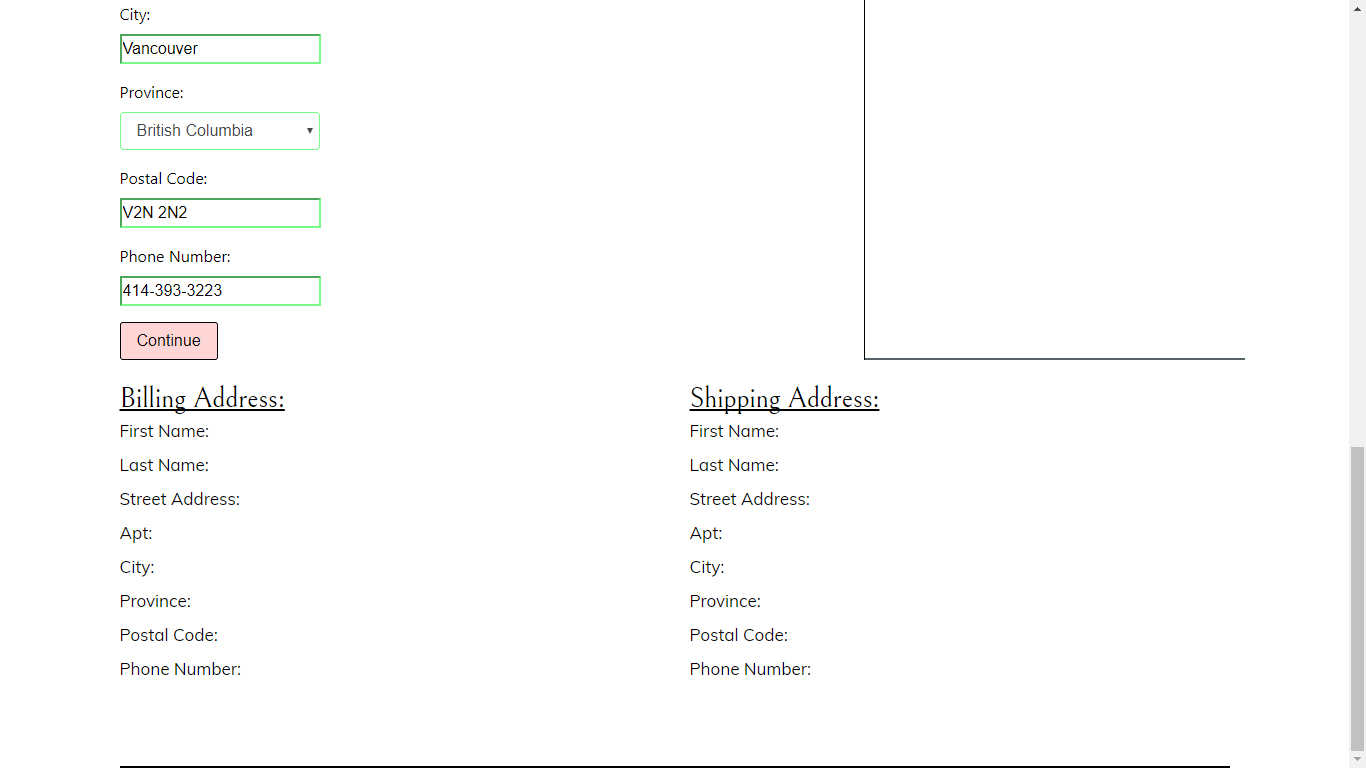 City:
Vancouver
Province:
British Columbia
Postal Code:
V2N 2N2
Phone Number:
414-393-3223
Continue
Billing Address:
First Name:
Last Name:
Street Address:
Apt:
City:
Province:
Postal Code:
Phone Number:
Shipping Address:
First Name:
Last Name:
Street Address:
Apt:
City:
Province:
Postal Code:
Phone Number: